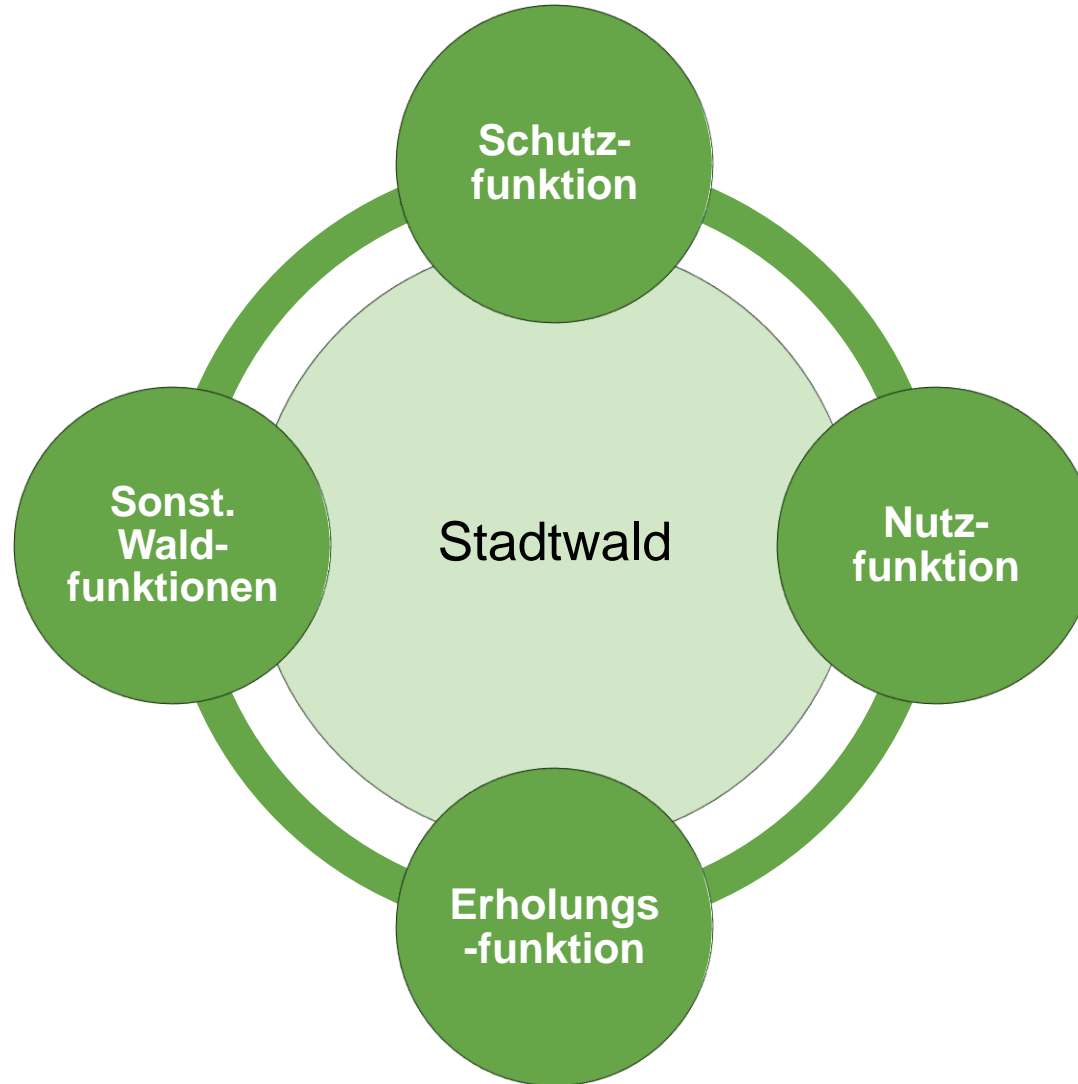 Schutz-
funktion
Sonst.
Wald-
funktionen
Stadtwald
Nutz-
funktion
Erholungs
-funktion